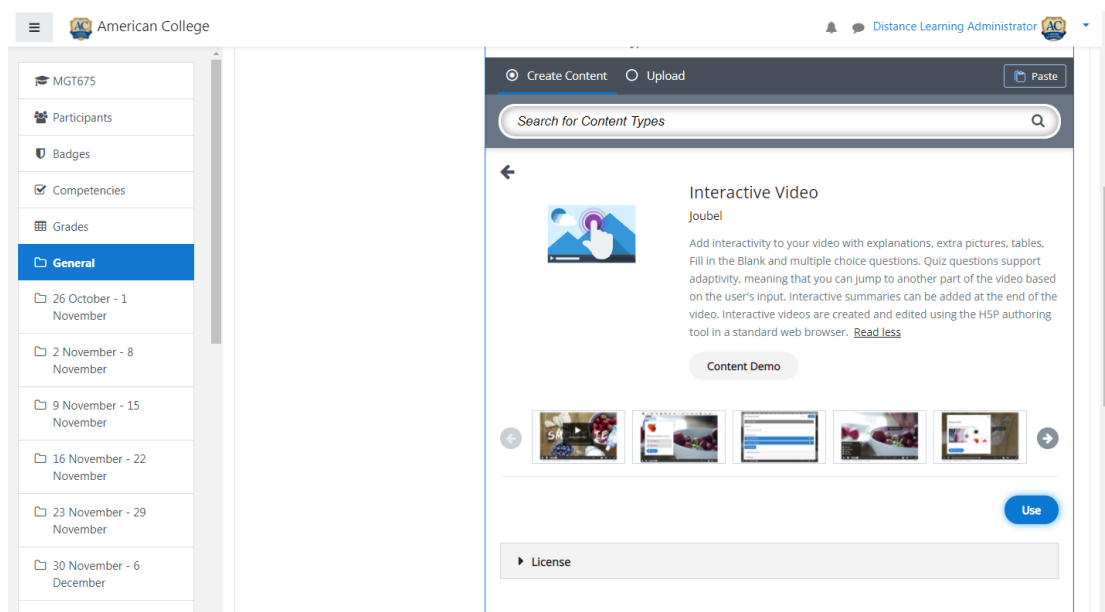 American College
Distance Learning Administrator
MGT675
Participants
Badges
Competencies
Grades
General
26 October - 1
November
2 November - 8
November
9 November - 15
November
16 November - 22
November
23 November - 29
November
30 November - 6
December
Create Content
Upload
Paste
Search for Content Types
Interactive Video
Joubel
Add interactivity to your video with explanations, extra pictures, tables,
Fill in the Blank and multiple choice questions. Quiz questions support
adaptivity, meaning that you can jump to another part of the video based
on the user's input. Interactive summaries can be added at the end of the
video. Interactive videos are created and edited using the H5P authoring
tool in a standard web browser. Read less
Content Demo
Use
License